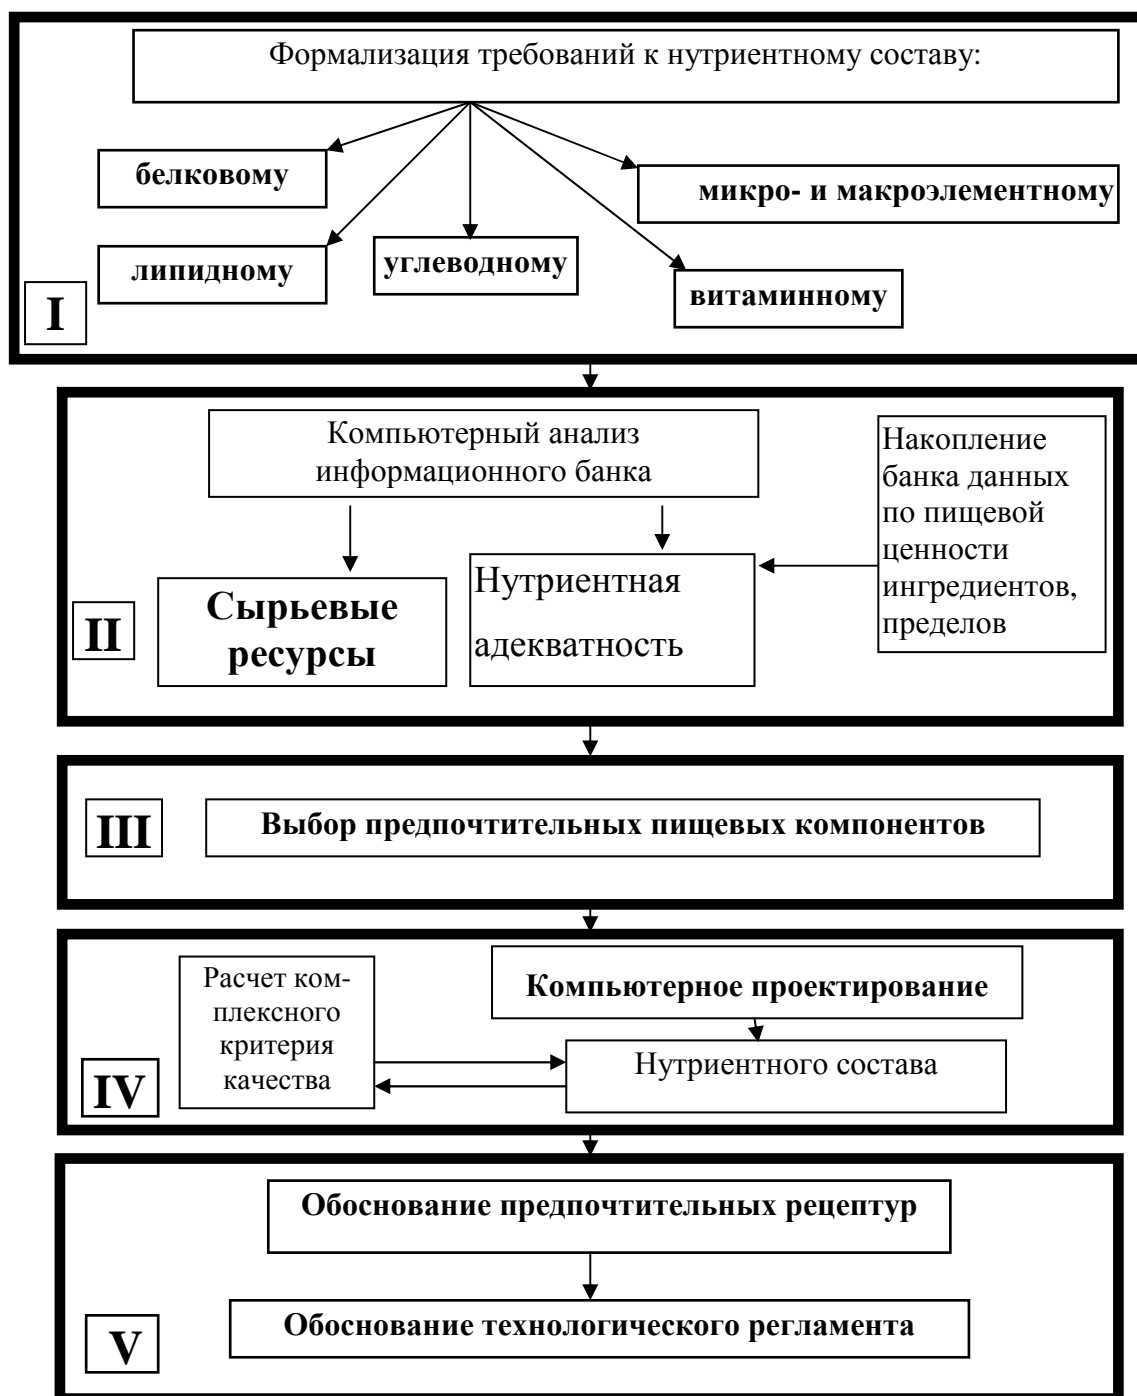 Формализация требований к нутриентному составу:
белковому
микро- и макроэлементному
липидному
углеводному
витаминному
I
Компьютерный анализ
информационного банка
Накопление
банка данных
по пищевой
ценности
ингредиентов,
пределов
Сырьевые
ресурсы
Нутриентная
адекватность
II
III
Выбор предпочтительных пищевых компонентов
Расчет ком-
плексного
критерия
качества
Компьютерное проектирование
Нутриентного состава
IV
Обоснование предпочтительных рецептур
Обоснование технологического регламента
V